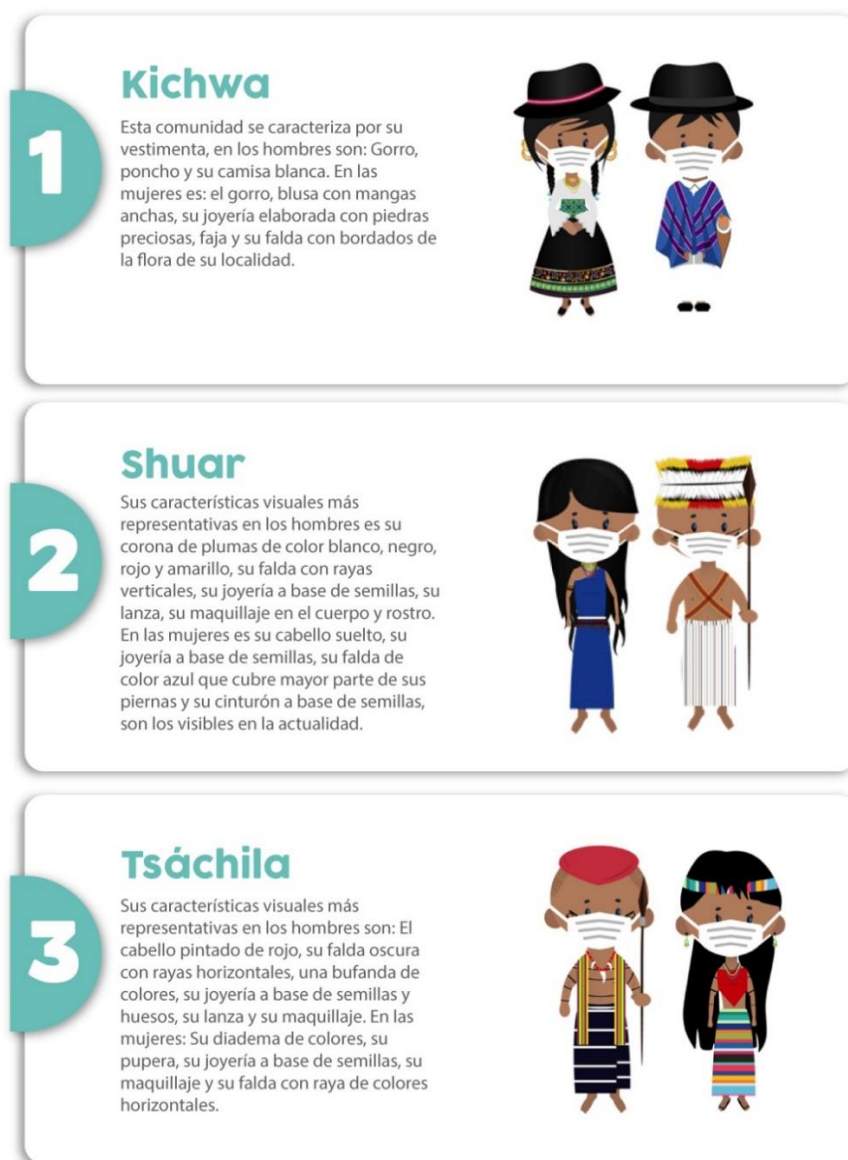 1
Kichwa
Esta comunidad se caracteriza por su
vestimenta, en los hombres son: Gorro,
poncho y su camisa blanca. En las
mujeres es: el gorro, blusa con mangas
anchas, su joyería elaborada con piedras
preciosas, faja y su falda con bordados de
la flora de su localidad.
2
Shuar
Sus características visuales más
representativas en los hombres es su
corona de plumas de color blanco, negro,
rojo y amarillo, su falda con rayas
verticales, su joyería a base de semillas, su
lanza, su maquillaje en el cuerpo y rostro.
En las mujeres es su cabello suelto, su
joyería a base de semillas, su falda de
color azul que cubre mayor parte de sus
piernas y su cinturón a base de semillas,
son los visibles en la actualidad.
3
Tsáchila
Sus características visuales más
representativas en los hombres son: El
cabello pintado de rojo, su falda oscura
con rayas horizontales, una bufanda de
colores, su joyería a base de semillas y
huesos, su lanza y su maquillaje. En las
mujeres: Su diadema de colores, su
pupera, su joyería a base de semillas, su
maquillaje y su falda con raya de colores
horizontales.